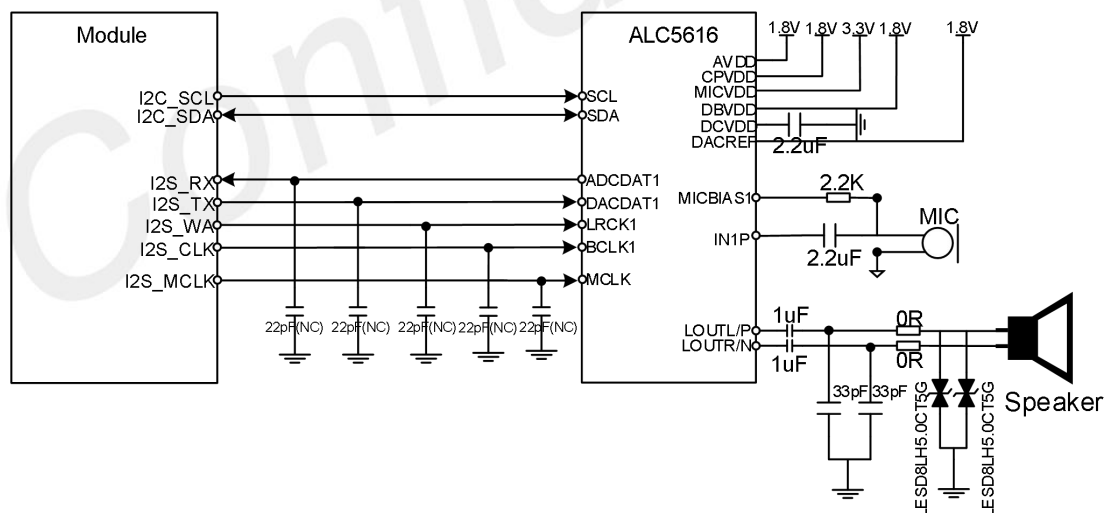 Confid
Module
ALC5616
1.8V 1.8V 3.3V 1.8V 1.8V
AVDD
CPVDD
MICVDD
DBVDD
DCVDD
2.2uF
DACREF
I2C_SCL
SCL
I2C_SDA
SDA
I2S_RX
ADCDAT1
I2S_TX
DACDAT1
I2S_WA
LRCK1
I2S_CLK
BCLK1
I2S_MCLK
MCLK
MICBIAS1
2.2K
MIC
IN1P
2.2uF
22pF(NC) 22pF(NC) 22pF(NC) 22pF(NC) 22pF(NC)
1uF
0R
LOUTL/P
LOUTR/N
1uF
0R
33pF 33pF
LESD8LH5.0CT5G
LESD8LH5.0CT5G
Speaker